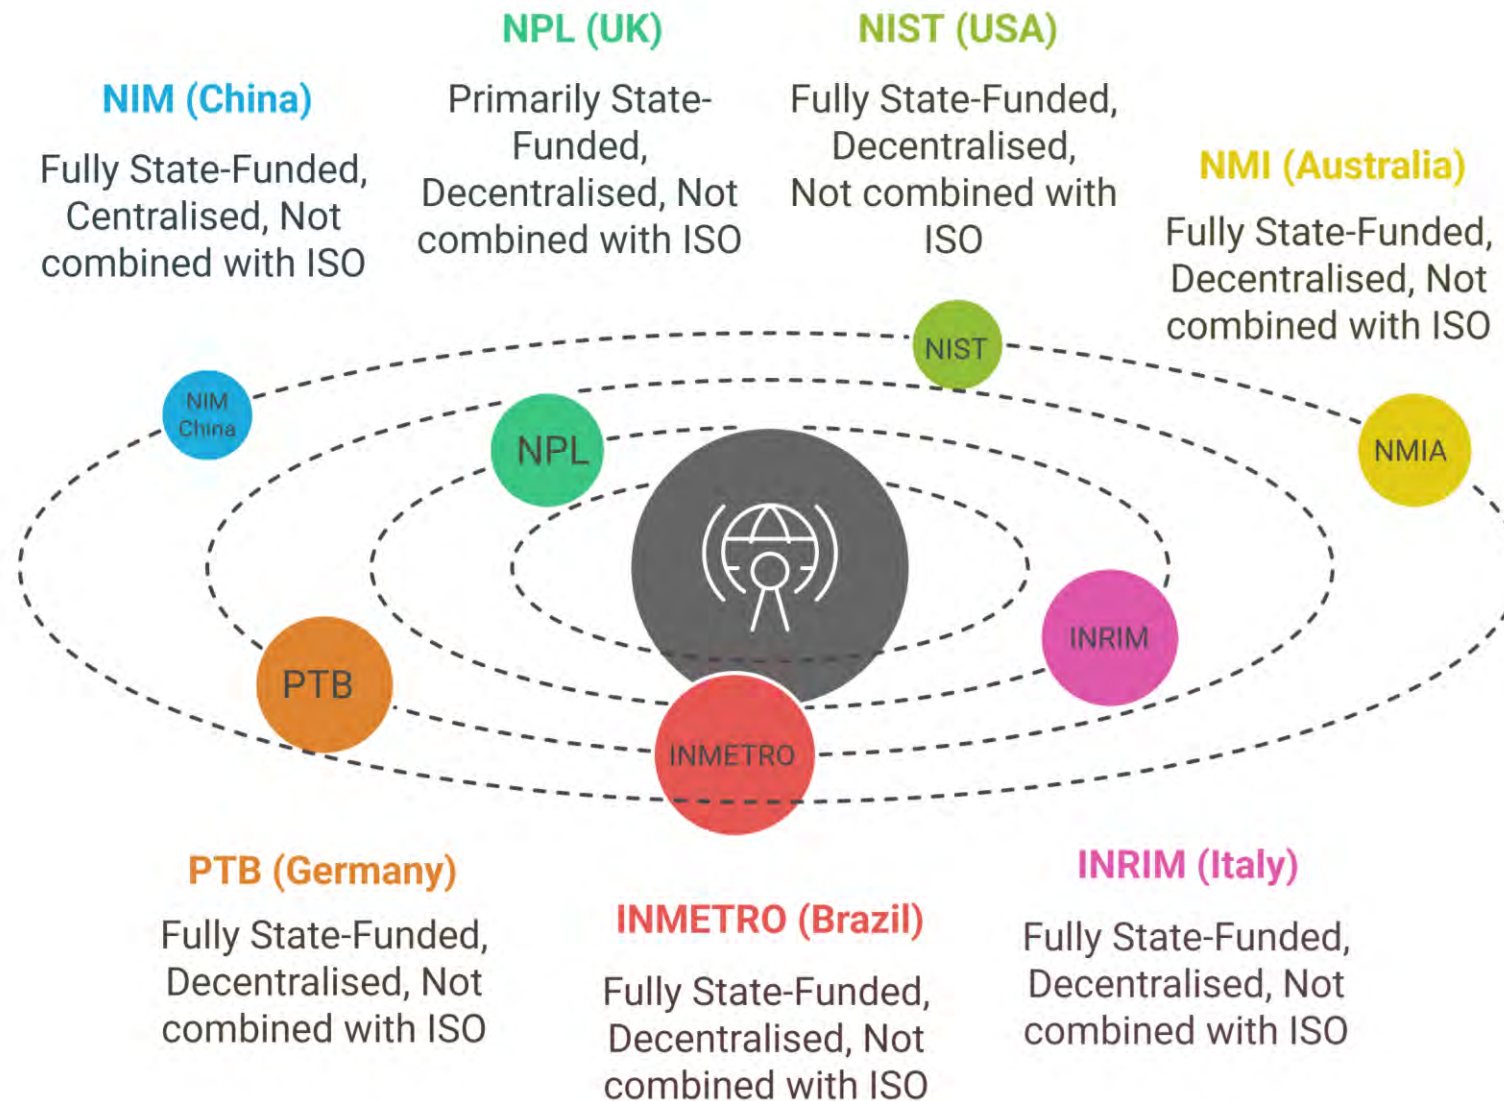 NPL (UK)
Primarily State-
Funded,
Decentralised, Not
combined with ISO
NIST (USA)
Fully State-Funded,
Decentralised,
Not combined with
ISO
NIM (China)
Fully State-Funded,
Centralised, Not
combined with ISO
NMI (Australia)
Fully State-Funded,
Decentralised, Not
combined with ISO
NIST
NIM
China
NPL
NMIA
INRIM
PTB
INMETRO
PTB (Germany)
Fully State-Funded,
Decentralised, Not
combined with ISO
INMETRO (Brazil)
Fully State-Funded,
Decentralised, Not
combined with ISO
INRIM (Italy)
Fully State-Funded,
Decentralised, Not
combined with ISO